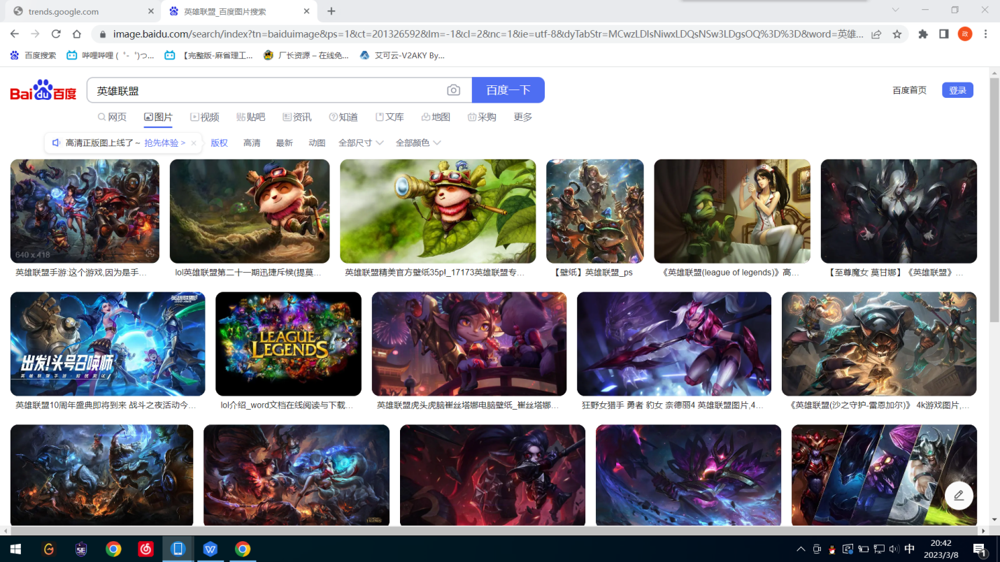 trends.google.com
英雄联盟_百度图片搜索
image.baidu.com/search/index?tn=baiduimage&ps=1&ct=201326592&lm=-1&cl=2&nc=1&ie=utf-8&dyTabStr=MCwzLDIsNiwxLDQsNSw3LDgsOQ%3D%3D&word=英雄...
政
百度搜索
哔哩哔哩 (゜-゜)つ...
【完整版-麻省理工...
厂长资源 – 在线免...
艾可云-V2AKY By...
Bai du 百度
英雄联盟
百度一下
百度首页
登录
网页
图片
视频
贴吧
资讯
知道
文库
地图
采购
更多
高清正版图上线了~ 抢先体验 >
版权
高清
最新
动图
全部尺寸
全部颜色
640 x 418
英雄联盟手游:这个游戏,因为是手...
lol英雄联盟第二十一期迅捷斥候(提莫...
英雄联盟精美官方壁纸35p!_17173英雄联盟专...
【壁纸】英雄联盟_ps
《英雄联盟(league of legends)》高...
【至尊魔女 莫甘娜】《英雄联盟》...
出发!头号召唤师
英雄联盟手游·超燃测试
LEAGUE
OF
LEGENDS
英雄联盟10周年盛典即将到来 战斗之夜活动今...
lol介绍_word文档在线阅读与下载...
英雄联盟虎头虎脑崔丝塔娜电脑壁纸_崔丝塔娜...
狂野女猎手 勇者 豹女 奈德丽4 英雄联盟图片,4...
《英雄联盟(沙之守护-雷恩加尔)》 4k游戏图片,...
中
20:42
2023/3/8
1